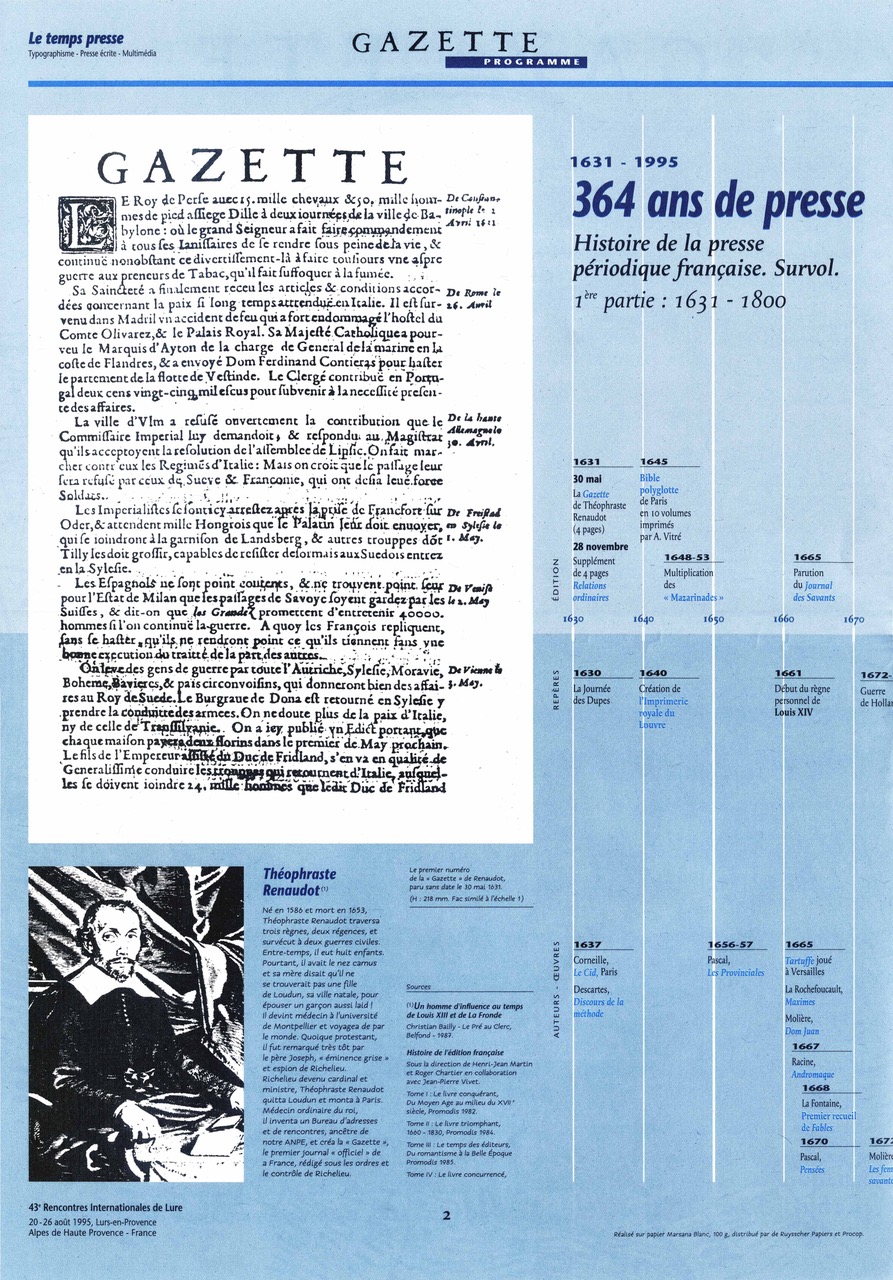 Le temps presse
Typographisme - Presse écrite - Multimédia
GAZETTE
PROGRAMME
GAZETTE
LE Roy de Perse auec 15. mille chevaux & 50. mille hom-
mes de pied assiege Dille à deux iournées de la ville de Ba-
bylone : où le grand Seigneur a fait faire commandement
à tous ses Ianissaires de se rendre sous peine de la vie, &
continuë nonobstant ce divertissement-là à faire tousiours vne aspre
guerre aux preneurs de Tabac, qu'il fait suffoquer à la fumée.
De Constan-
tinople le 2
Avril 1631
Sa Saincteté a finalement receu les articles & conditions accor-
dées concernant la paix si long temps attenduë en Italie. Il est sur-
venu dans Madril vn accident de feu qui a fort endommagé l'hostel du
Comte Olivarez, & le Palais Royal. Sa Majesté Catholique a pour-
veu le Marquis d'Ayton de la charge de General de la marine en la
coste de Flandres, & a envoyé Dom Ferdinand Contieras pour haster
le partement de la flotte de Vestinde. Le Clergé contribuë en Portu-
gal deux cens vingt-cinq mil escus pour subvenir à la necessité presen-
te des affaires.
De Rome le
26. Avril
La ville d'Vlm a refusé ouvertement la contribution que le
Commissaire Imperial luy demandoit, & respondu au Magistrat
qu'ils acceptoyent la resolution de l'assemblée de Lipsic. On fait mar-
cher contr'eux les Regimés d'Italie : Mais on croit que le passage leur
sera refusé par ceux de Sueve & Franconie, qui ont desia leué force
Soldats.
De la haute
Allemagne le
30. Avril.
Les Imperialistes se sont icy arrestez après la prise de Francfort sur
Oder, & attendent mille Hongrois que le Palatin leur doit envoyer,
qui se ioindront à la garnison de Landsberg, & autres trouppes dôt
Tilly les doit grossir, capables de resister desormais aux Suedois entrez
en la Sylesie.
De Freistad
en Sylesie le
1. May.
Les Espagnols ne sont point contents, & ne trouvent point seur
pour l'Estat de Milan que les passages de Savoye soyent gardez par les
Suisses, & dit-on que les Grandes promettent d'entretenir 40000.
hommes si l'on continuë la guerre. A quoy les François repliquent,
sans se haster, qu'ils ne rendront point ce qu'ils tiennent sans vne
bonne execution du traitté de la part des autres.
De Venise
le 2. May
On leve des gens de guerre par toute l'Autriche, Sylesie, Moravie,
Boheme, Bavieres, & païs circonvoisins, qui donneront bien des affai-
res au Roy de Suede. Le Burgraue de Dona est retourné en Sylesie y
prendre la conduitte des armees. On ne doute plus de la paix d'Italie,
ny de celle de Transsilvanie. On a icy publié vn Edict portant, que
chaque maison payera deux florins dans le premier de May prochain.
Le fils de l'Empereur assisté du Duc de Fridland, s'en va en qualité de
Generalissime conduire les trouppes qui retournent d'Italie, ausquel-
les se doivent ioindre 24. mille hommes que ledit Duc de Fridland
De Vienne le
3. May.
1631 - 1995
364 ans de presse
Histoire de la presse
périodique française. Survol.
1ère partie : 1631 - 1800
ÉDITION
1631
30 mai
La Gazette
de Théophraste
Renaudot
(4 pages)
28 novembre
Supplément
de 4 pages
Relations
ordinaires
1645
Bible
polyglotte
de Paris
en 10 volumes
imprimés
par A. Vitré
1648-53
Multiplication
des
« Mazarinades »
1665
Parution
du Journal
des Savants
1630 1640 1650 1660 1670
REPÈRES
1630
La Journée
des Dupes
1640
Création de
l'Imprimerie
royale du
Louvre
1661
Début du règne
personnel de
Louis XIV
1672-
Guerre
de Hollan
AUTEURS - ŒUVRES
1637
Corneille,
Le Cid, Paris
Descartes,
Discours de la
méthode
1656-57
Pascal,
Les Provinciales
1665
Tartuffe joué
à Versailles
La Rochefoucault,
Maximes
Molière,
Dom Juan
1667
Racine,
Andromaque
1668
La Fontaine,
Premier recueil
de Fables
1670
Pascal,
Pensées
1672
Molière
Les fem
savante
Théophraste
Renaudot (1)
Né en 1586 et mort en 1653,
Théophraste Renaudot traversa
trois règnes, deux régences, et
survécut à deux guerres civiles.
Entre-temps, il eut huit enfants.
Pourtant, il avait le nez camus
et sa mère disait qu'il ne
se trouverait pas une fille
de Loudun, sa ville natale, pour
épouser un garçon aussi laid !
Il devint médecin à l'université
de Montpellier et voyagea de par
le monde. Quoique protestant,
il fut remarqué très tôt par
le père Joseph, « éminence grise »
et espion de Richelieu.
Richelieu devenu cardinal et
ministre, Théophraste Renaudot
quitta Loudun et monta à Paris.
Médecin ordinaire du roi,
il inventa un Bureau d'adresses
et de rencontres, ancêtre de
notre ANPE, et créa la « Gazette »,
le premier journal « officiel » de
a France, rédigé sous les ordres et
le contrôle de Richelieu.
Le premier numéro
de la « Gazette » de Renaudot,
paru sans date le 30 mai 1631.
(H : 218 mm. Fac similé à l'échelle 1)
Sources
(1) Un homme d'influence au temps
de Louis XIII et de La Fronde
Christian Bailly - Le Pré au Clerc,
Belfond - 1987.
Histoire de l'édition française
Sous la direction de Henri-Jean Martin
et Roger Chartier en collaboration
avec Jean-Pierre Vivet.
Tome I : Le livre conquérant,
Du Moyen Age au milieu du XVIIe
siècle, Promodis 1982.
Tome II : Le livre triomphant,
1660 - 1830, Promodis 1984.
Tome III : Le temps des éditeurs,
Du romantisme à la Belle Époque
Promodis 1985.
Tome IV : Le livre concurrencé,
43e Rencontres Internationales de Lure
20 - 26 août 1995, Lurs-en-Provence
Alpes de Haute Provence - France
2
Réalisé sur papier Marsana Blanc, 100 g, distribué par de Ruysscher Papiers et Procop.